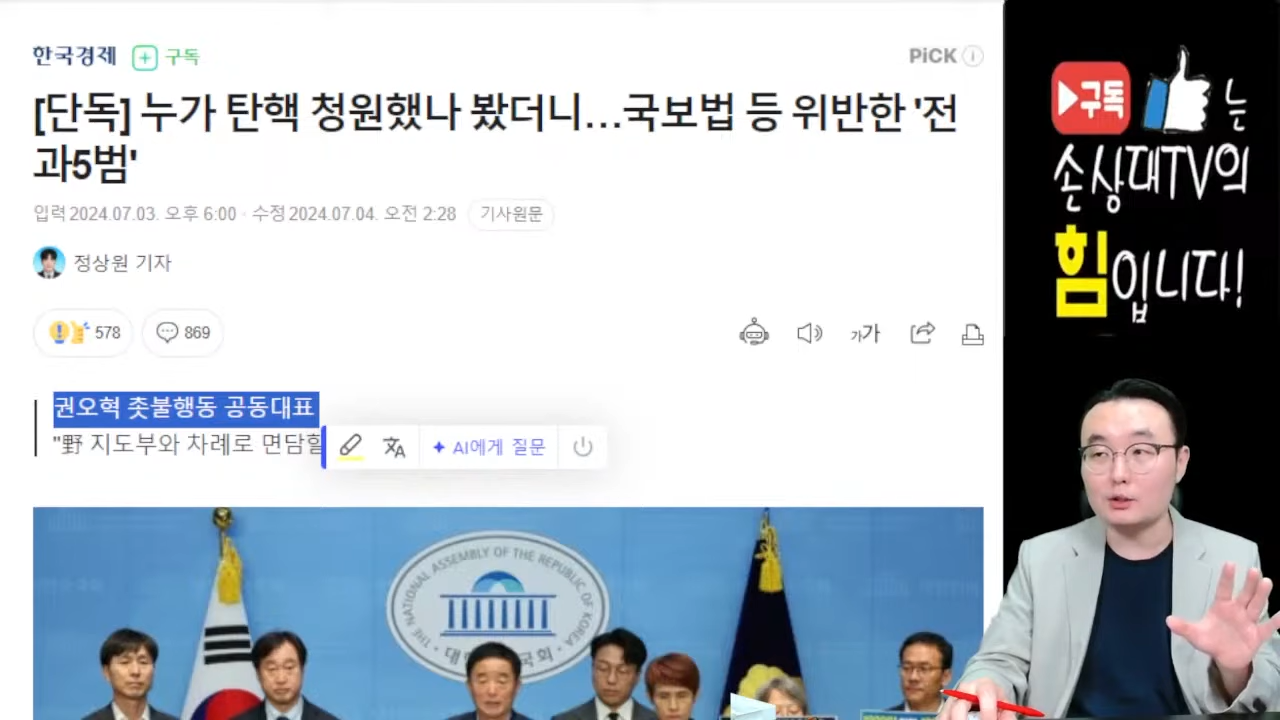 한국경제 구독
PiCK
[단독] 누가 탄핵 청원했나 봤더니…국보법 등 위반한 '전
과5범'
입력 2024.07.03. 오후 6:00 · 수정 2024.07.04. 오전 2:28 기사원문
정상원 기자
578 869
가가
권오혁 촛불행동 공동대표
"野 지도부와 차례로 면담할
AI에게 질문
THE NATIONAL ASSEMBLY OF THE REPUBLIC OF KOREA
국회
구독 는
손상대TV의
힘입니다!